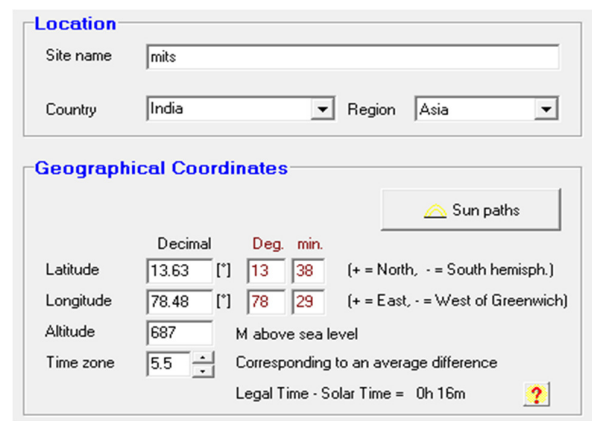 Location
Site name mits
Country India Region Asia
Geographical Coordinates
Sun paths
Decimal Deg. min.
Latitude 13.63 [°] 13 38 (+ = North, - = South hemisph.)
Longitude 78.48 [°] 78 29 (+ = East, - = West of Greenwich)
Altitude 687 M above sea level
Time zone 5.5 Corresponding to an average difference
Legal Time - Solar Time = 0h 16m ?